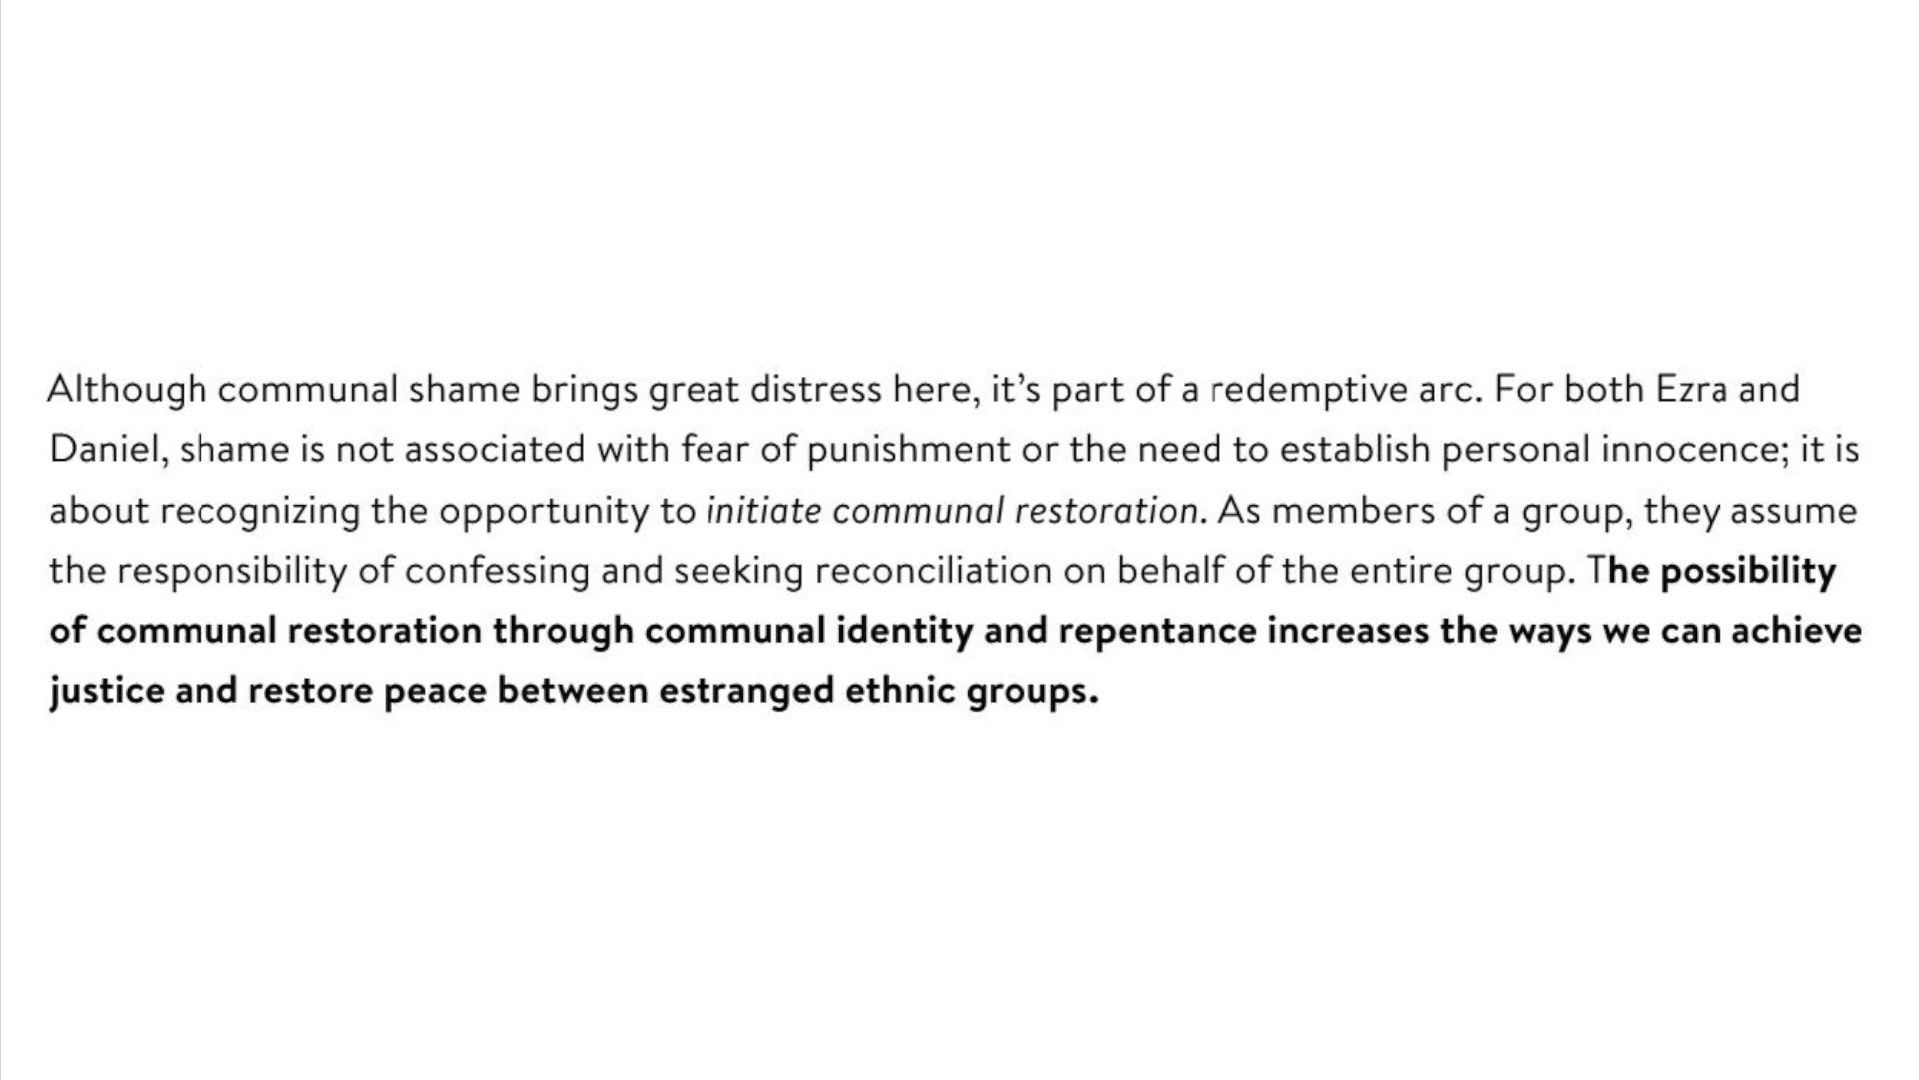 Although communal shame brings great distress here, it’s part of a redemptive arc. For both Ezra and
Daniel, shame is not associated with fear of punishment or the need to establish personal innocence; it is
about recognizing the opportunity to initiate communal restoration. As members of a group, they assume
the responsibility of confessing and seeking reconciliation on behalf of the entire group. The possibility
of communal restoration through communal identity and repentance increases the ways we can achieve
justice and restore peace between estranged ethnic groups.